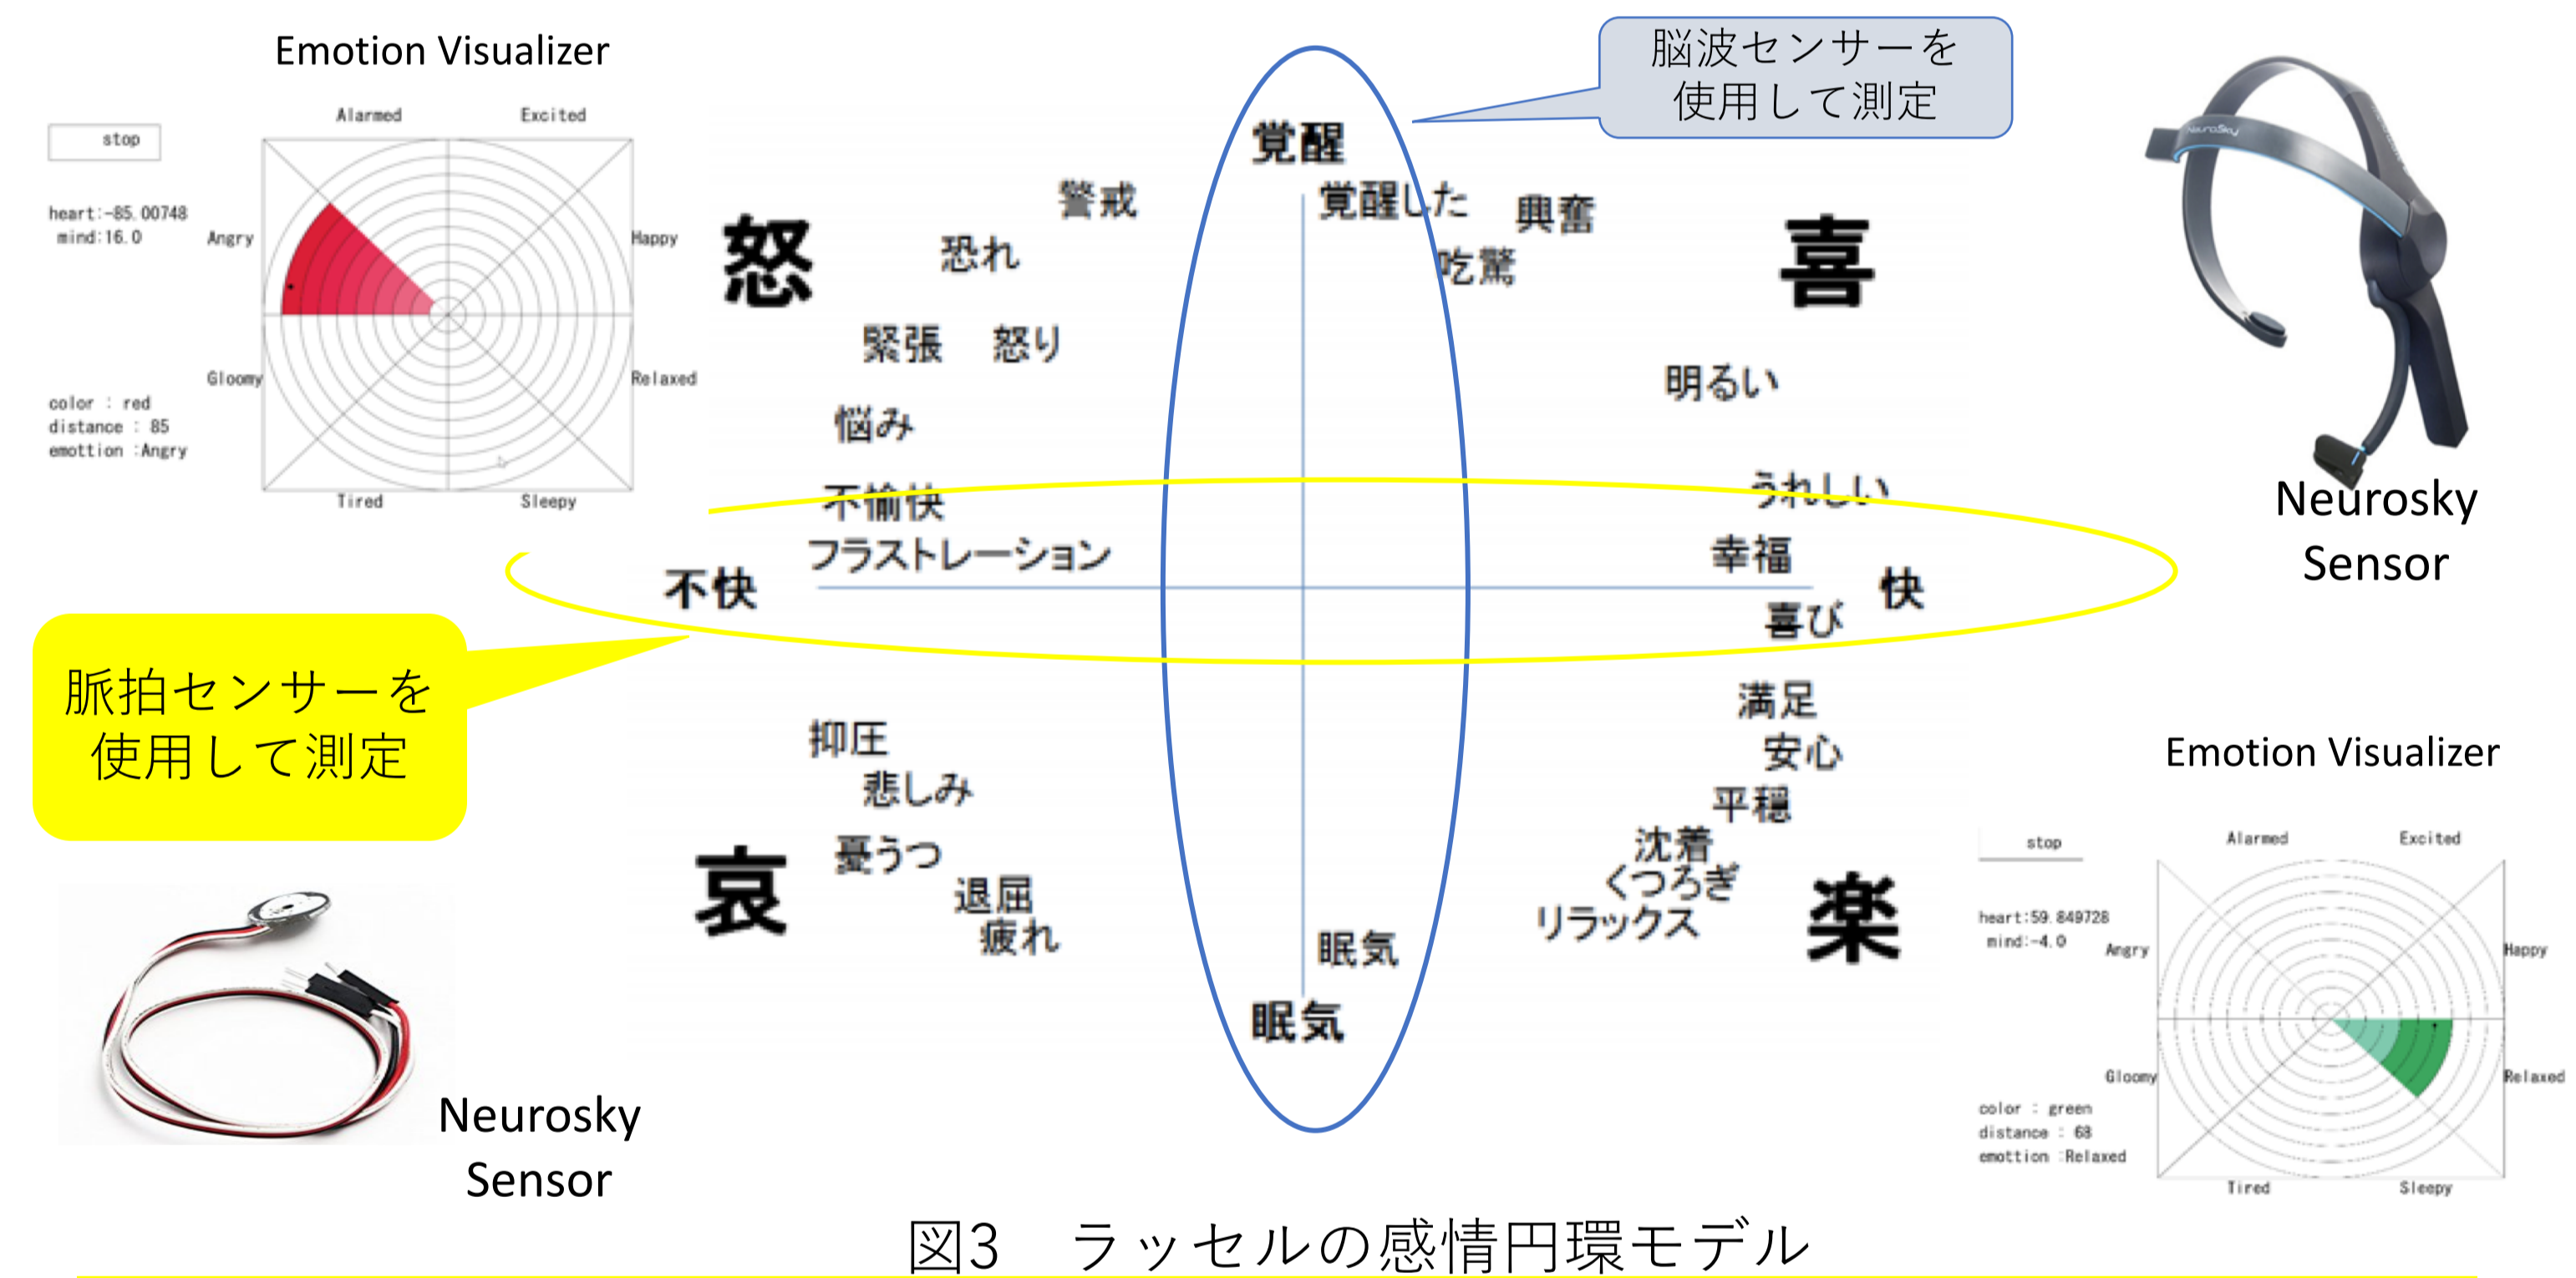 Emotion Visualizer
stop
Alarmed
Excited
heart:-85.00748
mind:16.0
Angry
Happy
Gloomy
Relaxed
color : red
distance : 85
emottion :Angry
Tired
Sleepy
脳波センサーを
使用して測定
NeuroSky
Neurosky
Sensor
覚醒
覚醒した
警戒
興奮
怒
喜
恐れ
吃驚
緊張
怒り
明るい
悩み
不愉快
うれしい
フラストレーション
幸福
不快
快
喜び
脈拍センサーを
使用して測定
満足
抑圧
安心
悲しみ
平穏
憂うつ
沈着
哀
退屈
くつろぎ
楽
疲れ
リラックス
眠気
眠気
Neurosky
Sensor
Emotion Visualizer
stop
Alarmed
Excited
heart:59.849728
mind:-4.0
Angry
Happy
Gloomy
Relaxed
color : green
distance : 68
emottion :Relaxed
Tired
Sleepy
図3　ラッセルの感情円環モデル